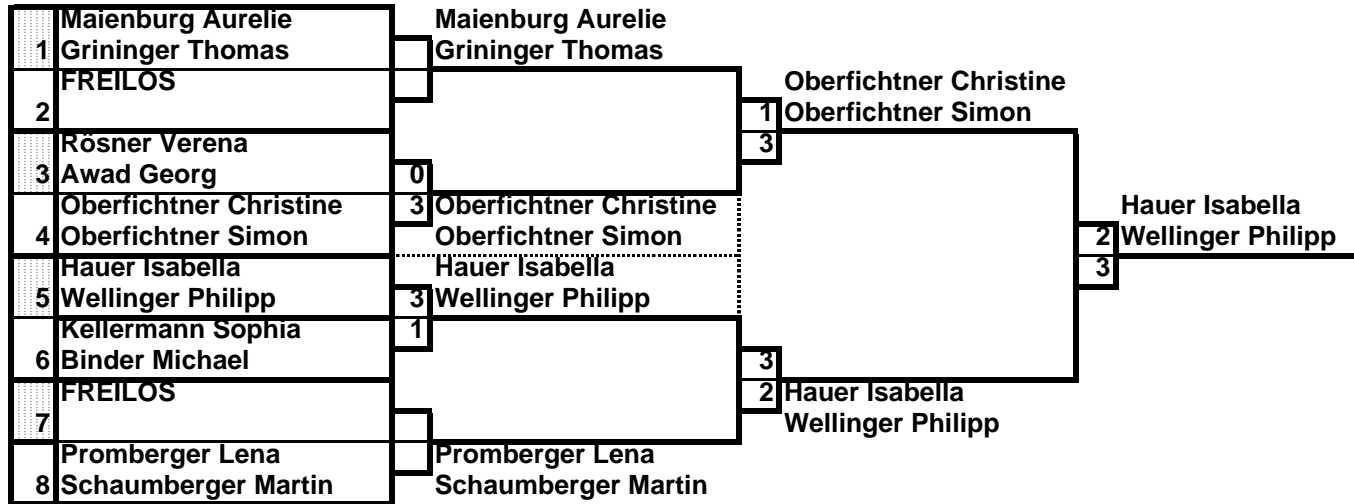 Maienburg Aurelie Maienburg Aurelie
1 Grininger Thomas Grininger Thomas
FREILOS Oberfichtner Christine
2 1 Oberfichtner Simon
Rösner Verena 3
3 Awad Georg 0
Oberfichtner Christine 3 Oberfichtner Christine Hauer Isabella
4 Oberfichtner Simon Oberfichtner Simon 2 Wellinger Philipp
Hauer Isabella Hauer Isabella 3
5 Wellinger Philipp 3 Wellinger Philipp
Kellermann Sophia 1
6 Binder Michael 3
FREILOS 2 Hauer Isabella
7 Wellinger Philipp
Promberger Lena Promberger Lena
8 Schaumberger Martin Schaumberger Martin